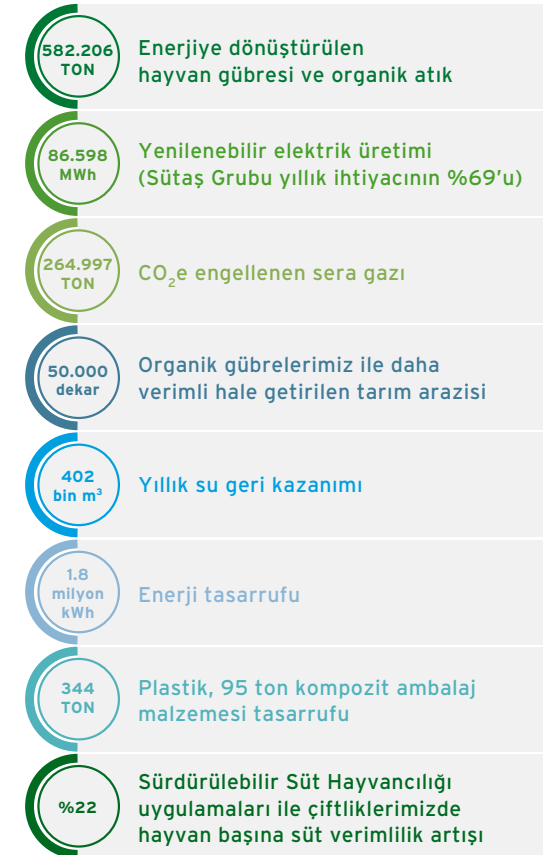 582.206
TON
Enerjiye dönüştürülen
hayvan gübresi ve organik atık
86.598
MWh
Yenilenebilir elektrik üretimi
(Sütaş Grubu yıllık ihtiyacının %69’u)
264.997
TON
CO₂e engellenen sera gazı
50.000
dekar
Organik gübrelerimiz ile daha
verimli hale getirilen tarım arazisi
402
bin m³
Yıllık su geri kazanımı
1.8
milyon
kWh
Enerji tasarrufu
344
TON
Plastik, 95 ton kompozit ambalaj
malzemesi tasarrufu
%22
Sürdürülebilir Süt Hayvancılığı
uygulamaları ile çiftliklerimizde
hayvan başına süt verimlilik artışı